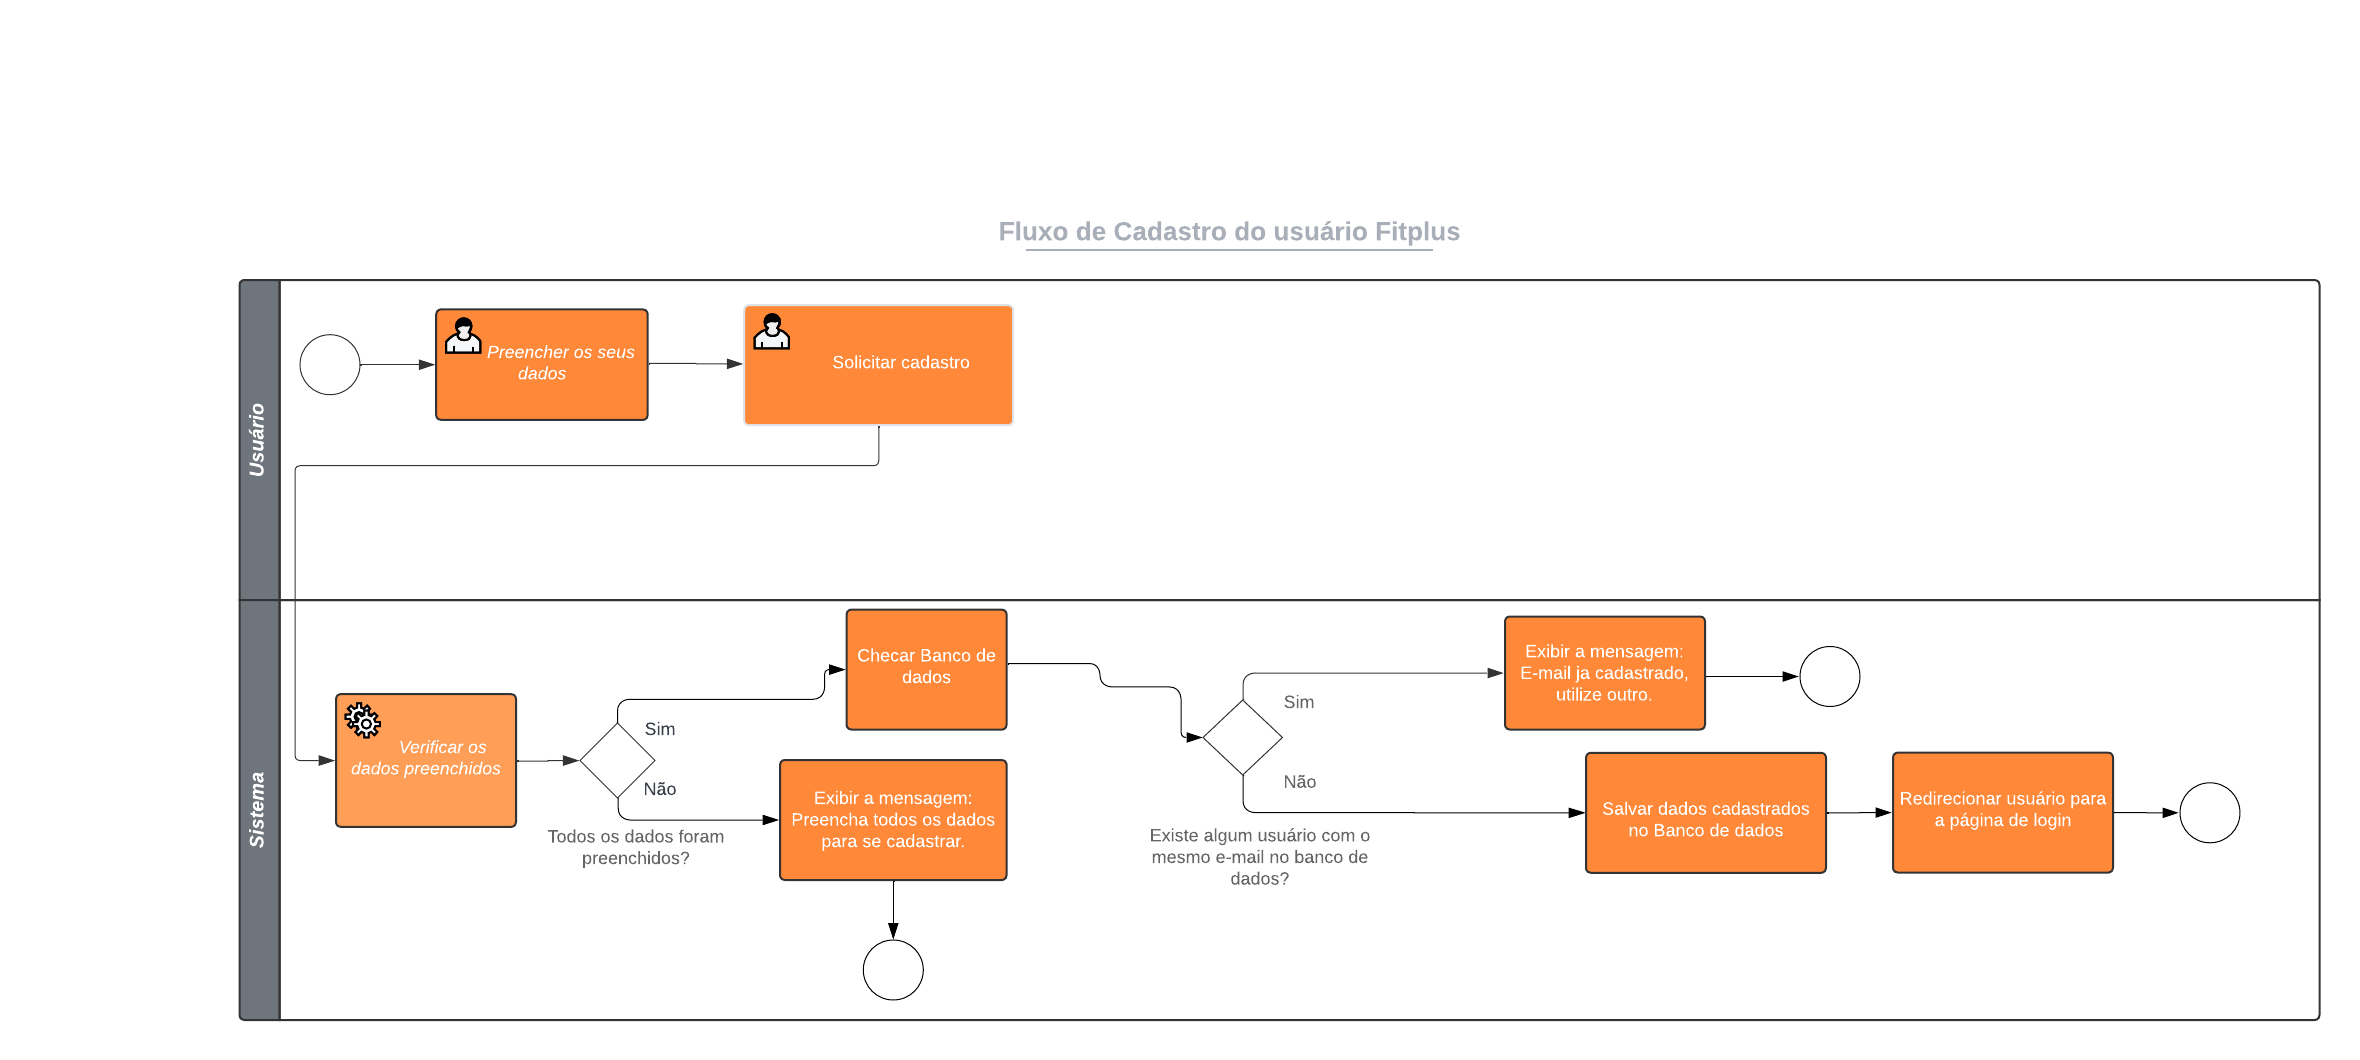 Fluxo de Cadastro do usuário Fitplus
Usuário
Preencher os seus
dados
Solicitar cadastro
Sistema
Verificar os
dados preenchidos
Sim
Não
Todos os dados foram
preenchidos?
Checar Banco de
dados
Exibir a mensagem:
Preencha todos os dados
para se cadastrar.
Sim
Não
Existe algum usuário com o
mesmo e-mail no banco de
dados?
Exibir a mensagem:
E-mail ja cadastrado,
utilize outro.
Salvar dados cadastrados
no Banco de dados
Redirecionar usuário para
a página de login